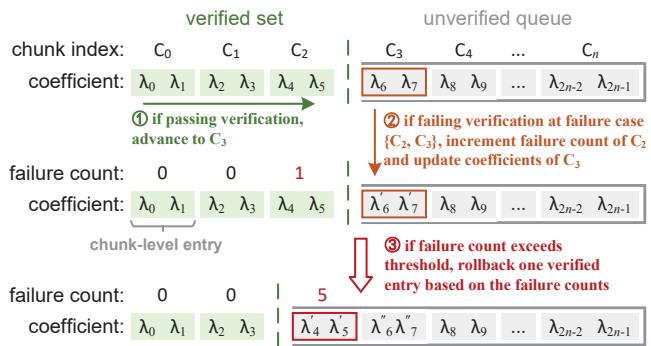 verified set unverified queue
chunk index: C₀ C₁ C₂ C₃ C₄ ... Cₙ
coefficient: λ₀ λ₁ λ₂ λ₃ λ₄ λ₅ λ₆ λ₇ λ₈ λ₉ ... λ₂ₙ₋₂ λ₂ₙ₋₁
① if passing verification,
advance to C₃
② if failing verification at failure case
{C₂, C₃}, increment failure count of C₂
and update coefficients of C₃
failure count: 0 0 1
coefficient: λ₀ λ₁ λ₂ λ₃ λ₄ λ₅ λ′₆ λ′₇ λ₈ λ₉ ... λ₂ₙ₋₂ λ₂ₙ₋₁
chunk-level entry
③ if failure count exceeds
threshold, rollback one verified
entry based on the failure counts
failure count: 0 0 5
coefficient: λ₀ λ₁ λ₂ λ₃ λ′₄ λ′₅ λ″₆ λ″₇ λ₈ λ₉ ... λ₂ₙ₋₂ λ₂ₙ₋₁